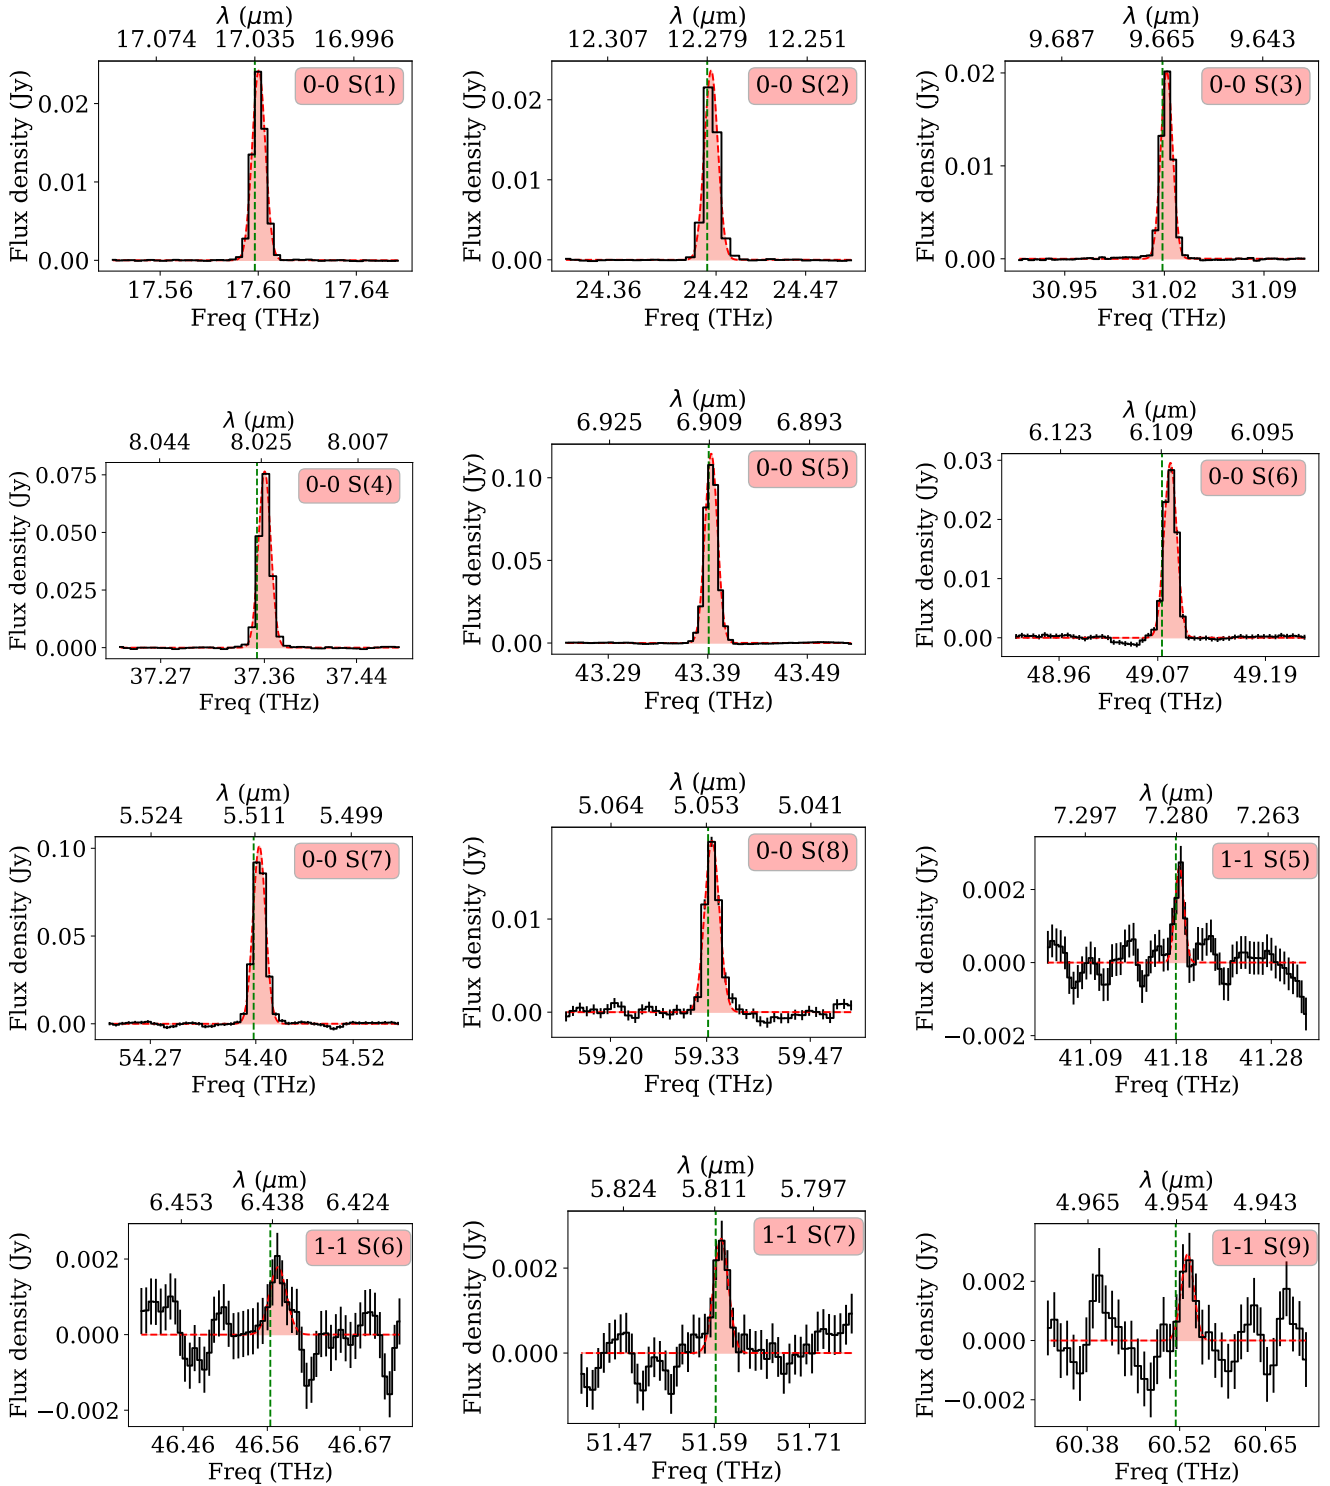 λ (μm)
17.074 17.035 16.996
0-0 S(1)
Flux density (Jy)
0.02
0.01
0.00
17.56 17.60 17.64
Freq (THz)
λ (μm)
12.307 12.279 12.251
0-0 S(2)
Flux density (Jy)
0.02
0.01
0.00
24.36 24.42 24.47
Freq (THz)
λ (μm)
9.687 9.665 9.643
0-0 S(3)
Flux density (Jy)
0.02
0.01
0.00
30.95 31.02 31.09
Freq (THz)
λ (μm)
8.044 8.025 8.007
0-0 S(4)
Flux density (Jy)
0.075
0.050
0.025
0.000
37.27 37.36 37.44
Freq (THz)
λ (μm)
6.925 6.909 6.893
0-0 S(5)
Flux density (Jy)
0.10
0.05
0.00
43.29 43.39 43.49
Freq (THz)
λ (μm)
6.123 6.109 6.095
0-0 S(6)
Flux density (Jy)
0.03
0.02
0.01
0.00
48.96 49.07 49.19
Freq (THz)
λ (μm)
5.524 5.511 5.499
0-0 S(7)
Flux density (Jy)
0.10
0.05
0.00
54.27 54.40 54.52
Freq (THz)
λ (μm)
5.064 5.053 5.041
0-0 S(8)
Flux density (Jy)
0.01
0.00
59.20 59.33 59.47
Freq (THz)
λ (μm)
7.297 7.280 7.263
1-1 S(5)
Flux density (Jy)
0.002
0.000
−0.002
41.09 41.18 41.28
Freq (THz)
λ (μm)
6.453 6.438 6.424
1-1 S(6)
Flux density (Jy)
0.002
0.000
−0.002
46.46 46.56 46.67
Freq (THz)
λ (μm)
5.824 5.811 5.797
1-1 S(7)
Flux density (Jy)
0.002
0.000
51.47 51.59 51.71
Freq (THz)
λ (μm)
4.965 4.954 4.943
1-1 S(9)
Flux density (Jy)
0.002
0.000
−0.002
60.38 60.52 60.65
Freq (THz)